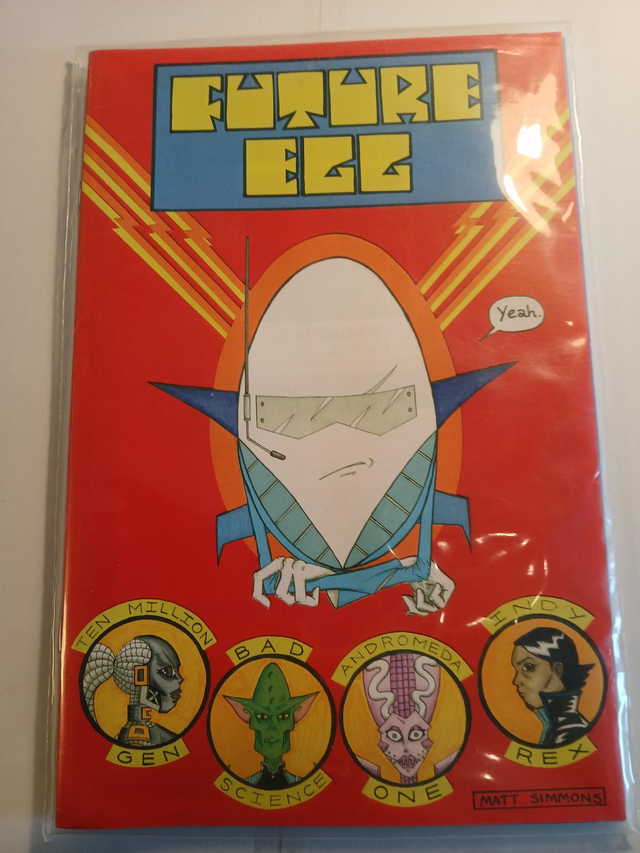 FUTURE
EGG
Yeah.
TEN MILLION
GEN
BAD
SCIENCE
ANDROMEDA
ONE
INDY
REX
MATT SIMMONS